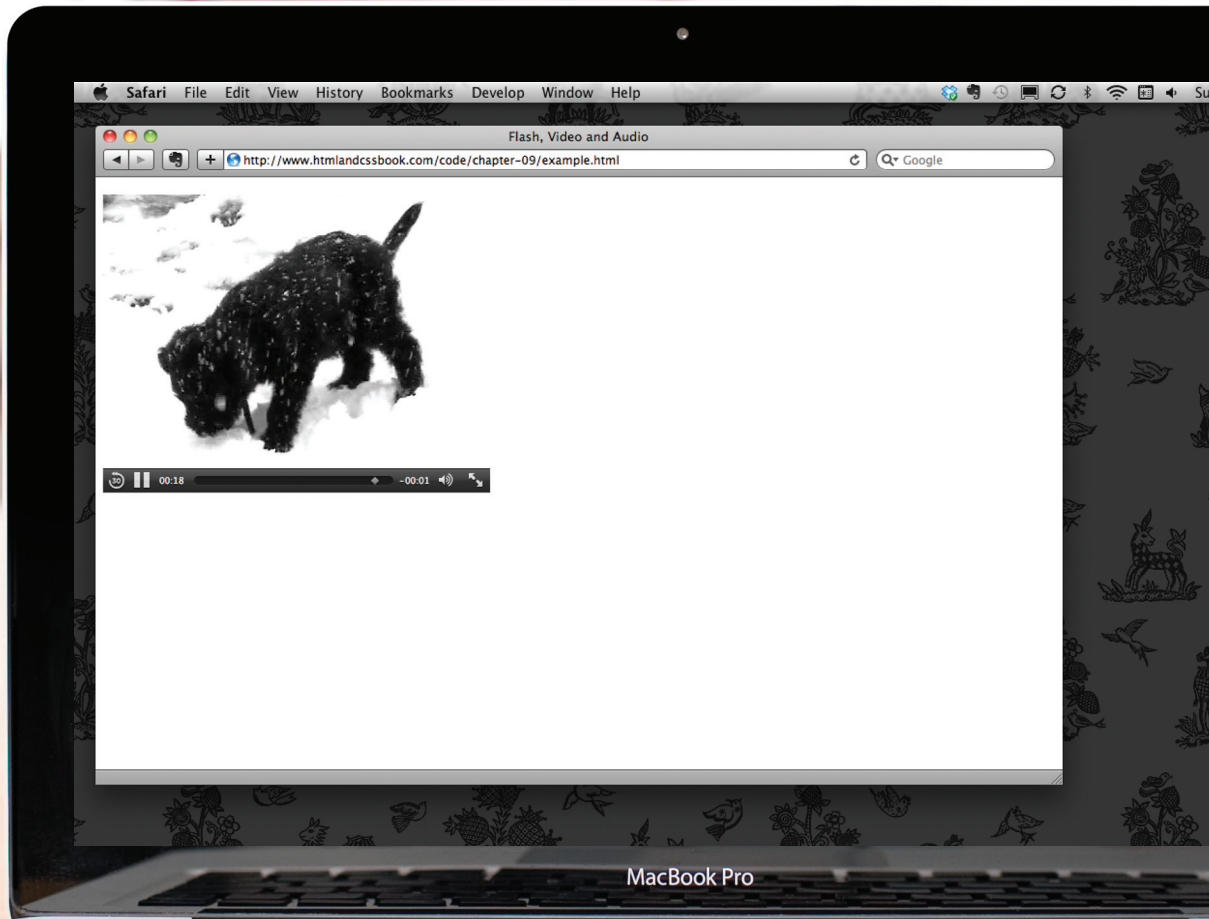 Safari File Edit View History Bookmarks Develop Window Help Su
Flash, Video and Audio
http://www.htmlandcssbook.com/code/chapter-09/example.html Google
30 00:18 -00:01
MacBook Pro